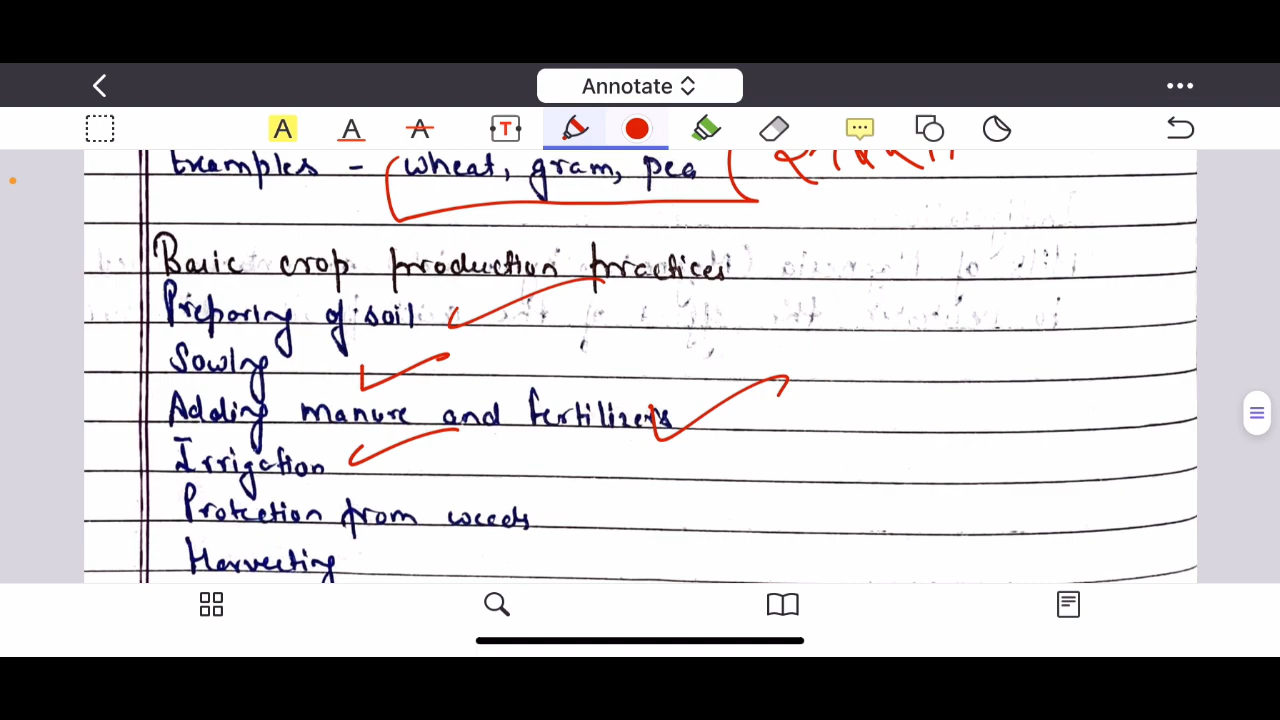 Annotate
A A A T
Examples - wheat, gram, pea
Basic crop production practices
Preparing of soil
Sowing
Adding manure and fertilizers
Irrigation
Protection from weeds
Harvesting